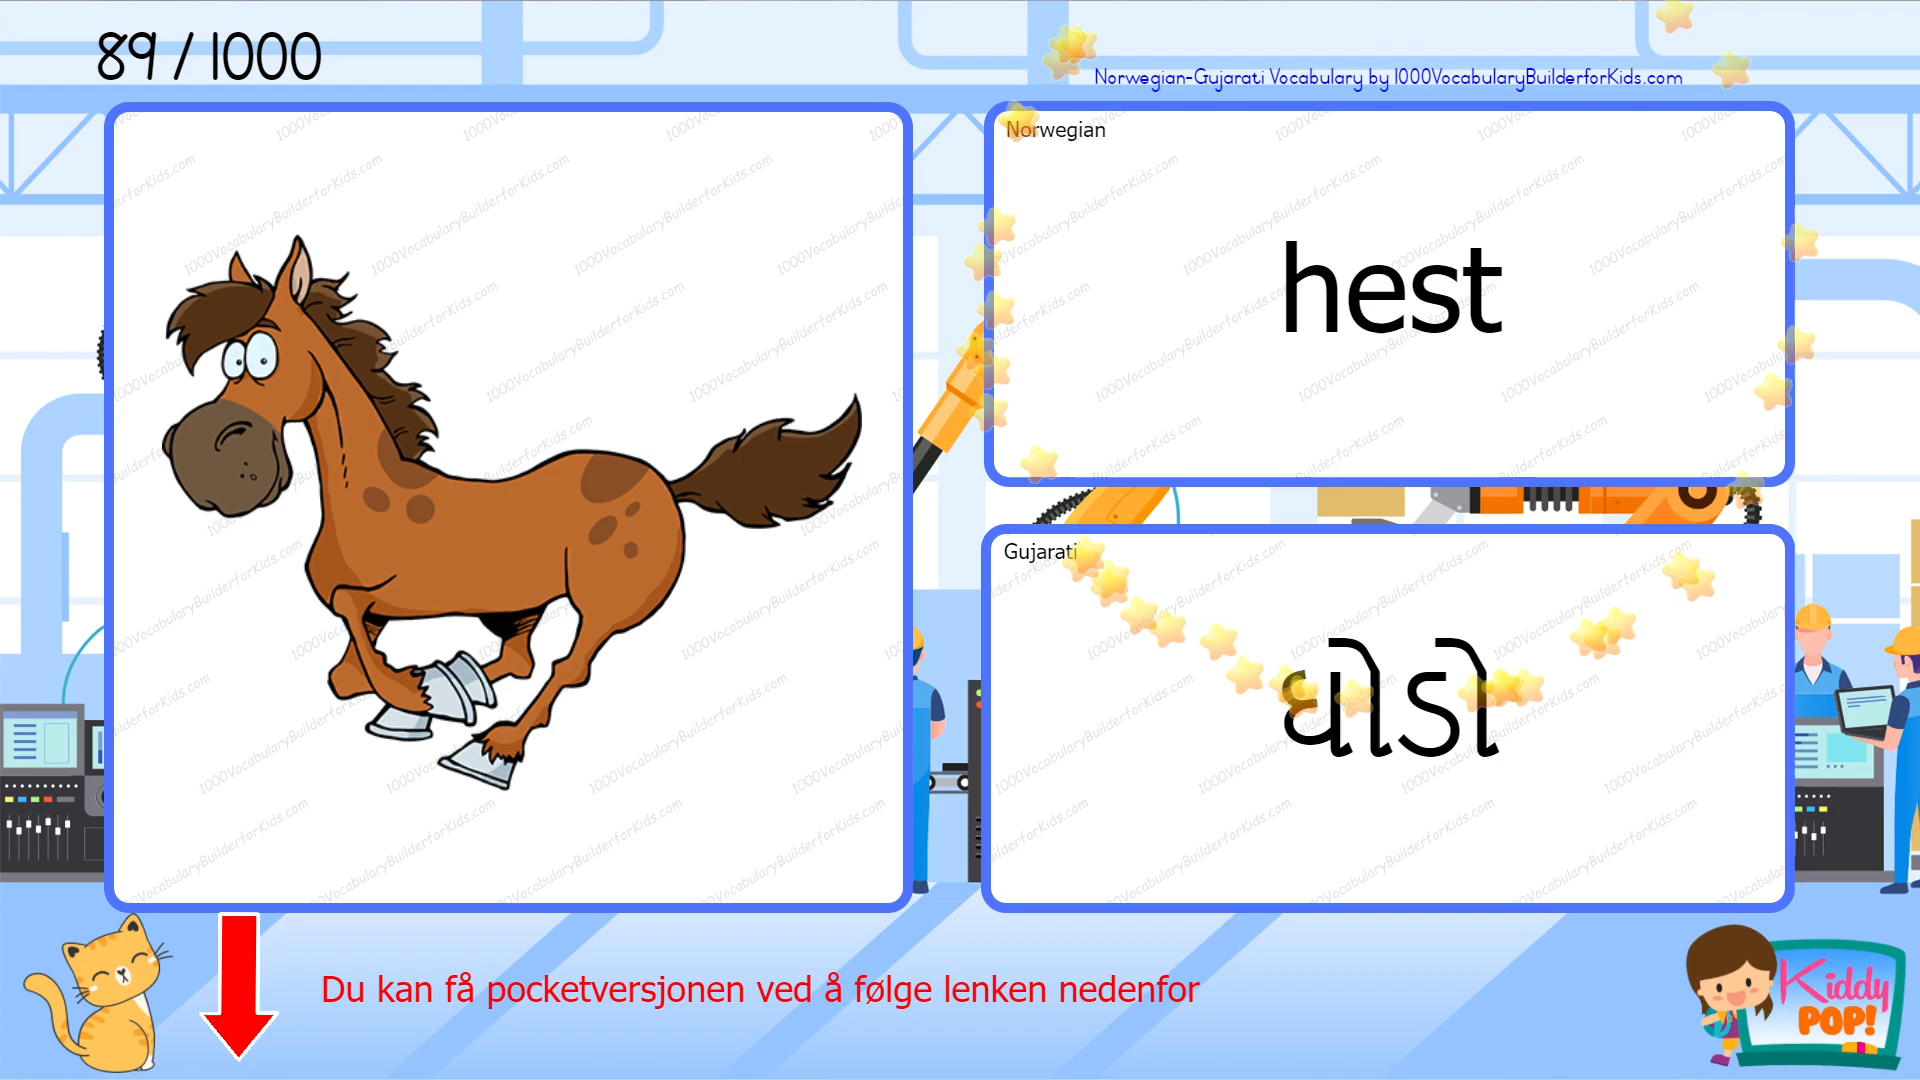 89 / 1000
Norwegian-Gujarati Vocabulary by 1000VocabularyBuilderforKids.com
Norwegian
hest
Gujarati
ઘોડો
Du kan få pocketversjonen ved å følge lenken nedenfor
Kiddy
POP!